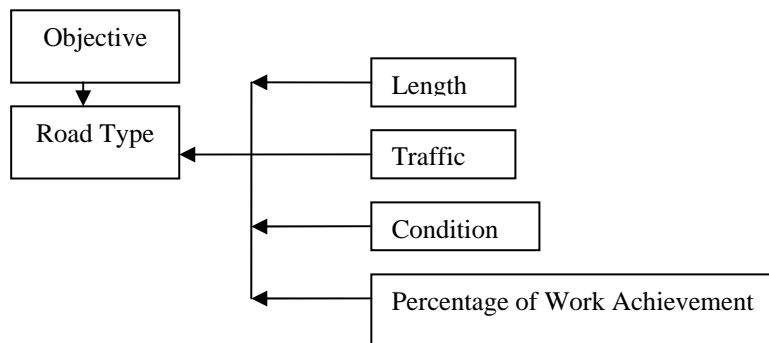 Objective
Length
Road Type
Traffic
Condition
Percentage of Work Achievement